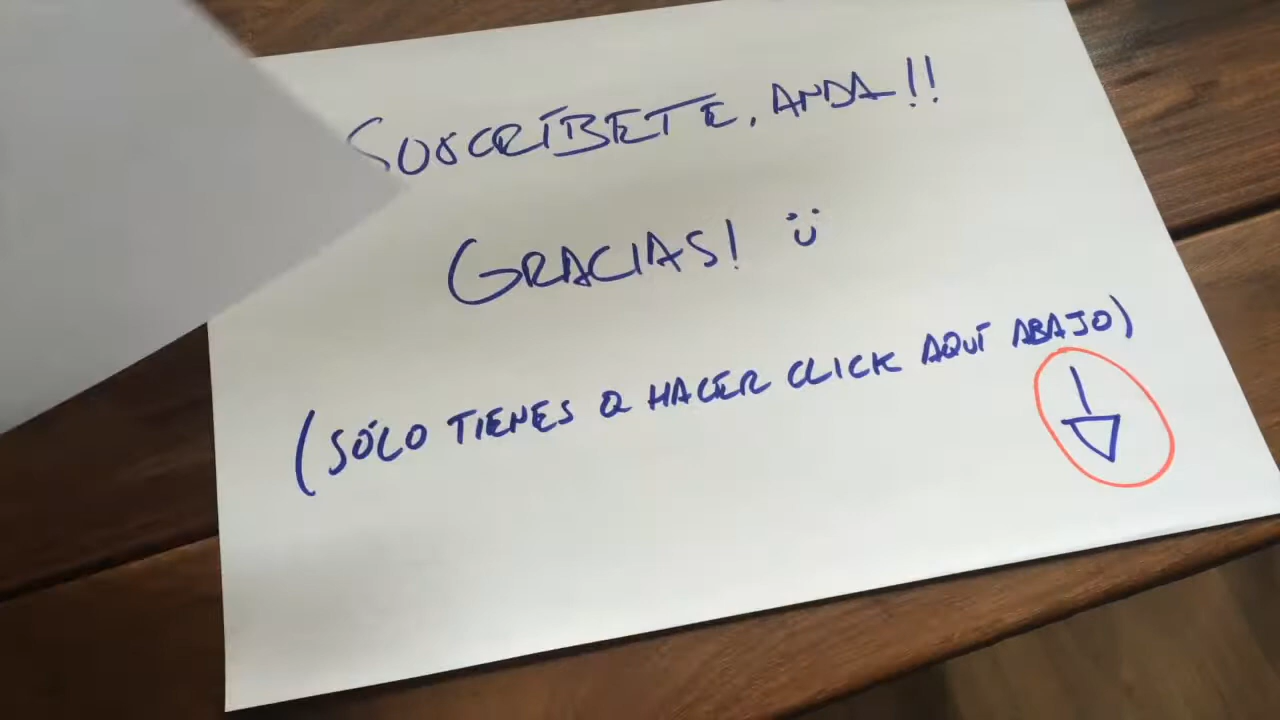 SUSCRÍBETE, ANDA!!
GRACIAS! Ü
(SÓLO TIENES Q HACER CLICK AQUÍ ABAJO)